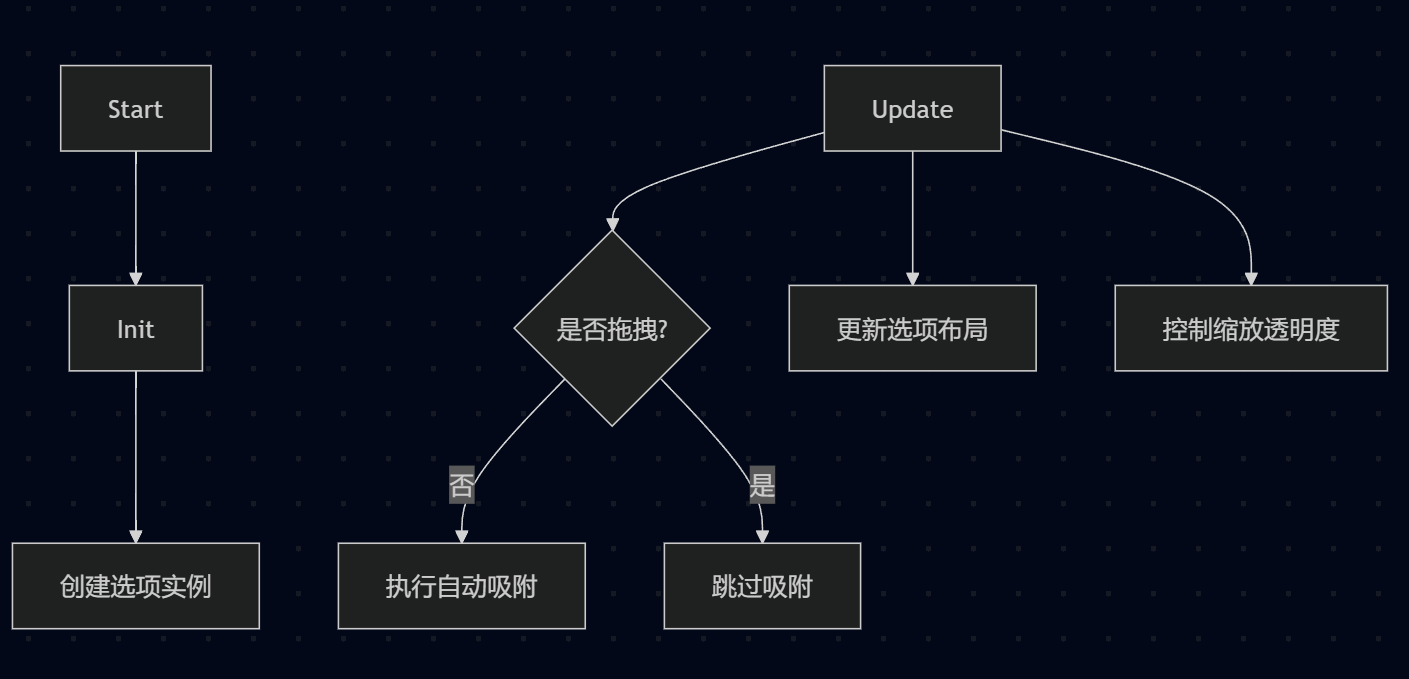 Start
Update
Init
是否拖拽?
更新选项布局
控制缩放透明度
否
是
创建选项实例
执行自动吸附
跳过吸附